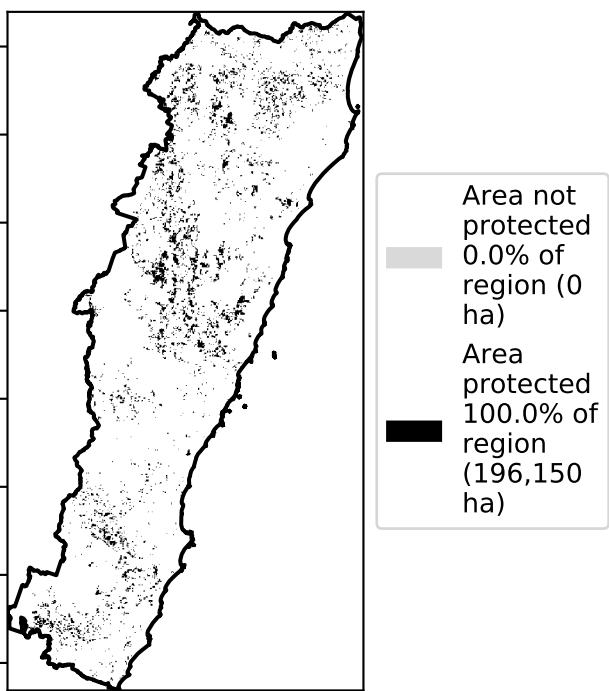 Area not
protected
0.0% of
region (0
ha)
Area
protected
100.0% of
region
(196,150
ha)